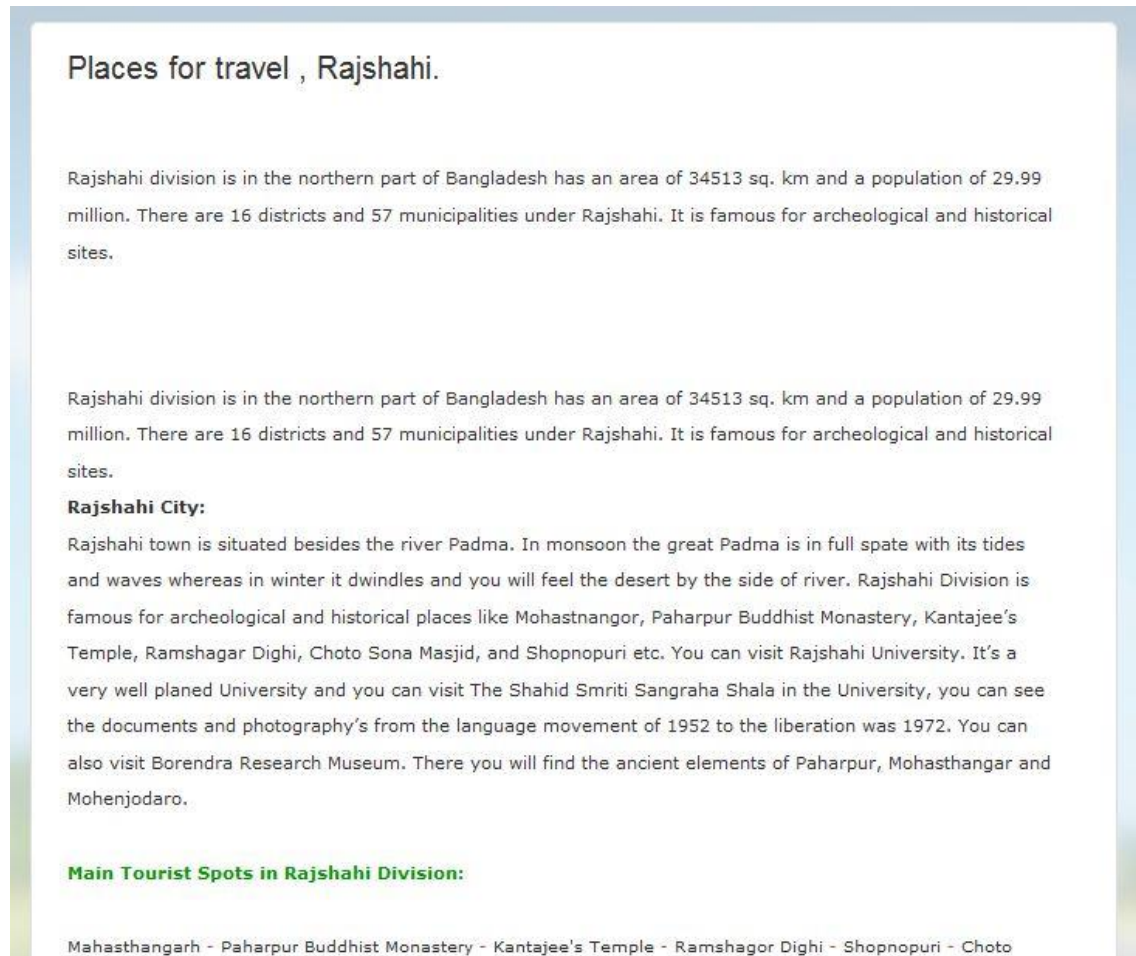 Places for travel , Rajshahi.
Rajshahi division is in the northern part of Bangladesh has an area of 34513 sq. km and a population of 29.99
million. There are 16 districts and 57 municipalities under Rajshahi. It is famous for archeological and historical
sites.
Rajshahi division is in the northern part of Bangladesh has an area of 34513 sq. km and a population of 29.99
million. There are 16 districts and 57 municipalities under Rajshahi. It is famous for archeological and historical
sites.
Rajshahi City:
Rajshahi town is situated besides the river Padma. In monsoon the great Padma is in full spate with its tides
and waves whereas in winter it dwindles and you will feel the desert by the side of river. Rajshahi Division is
famous for archeological and historical places like Mohastnangor, Paharpur Buddhist Monastery, Kantajee’s
Temple, Ramshagar Dighi, Choto Sona Masjid, and Shopnopuri etc. You can visit Rajshahi University. It’s a
very well planed University and you can visit The Shahid Smriti Sangraha Shala in the University, you can see
the documents and photography’s from the language movement of 1952 to the liberation was 1972. You can
also visit Borendra Research Museum. There you will find the ancient elements of Paharpur, Mohasthangar and
Mohenjodaro.
Main Tourist Spots in Rajshahi Division:
Mahasthangarh - Paharpur Buddhist Monastery - Kantajee's Temple - Ramshagor Dighi - Shopnopuri - Choto